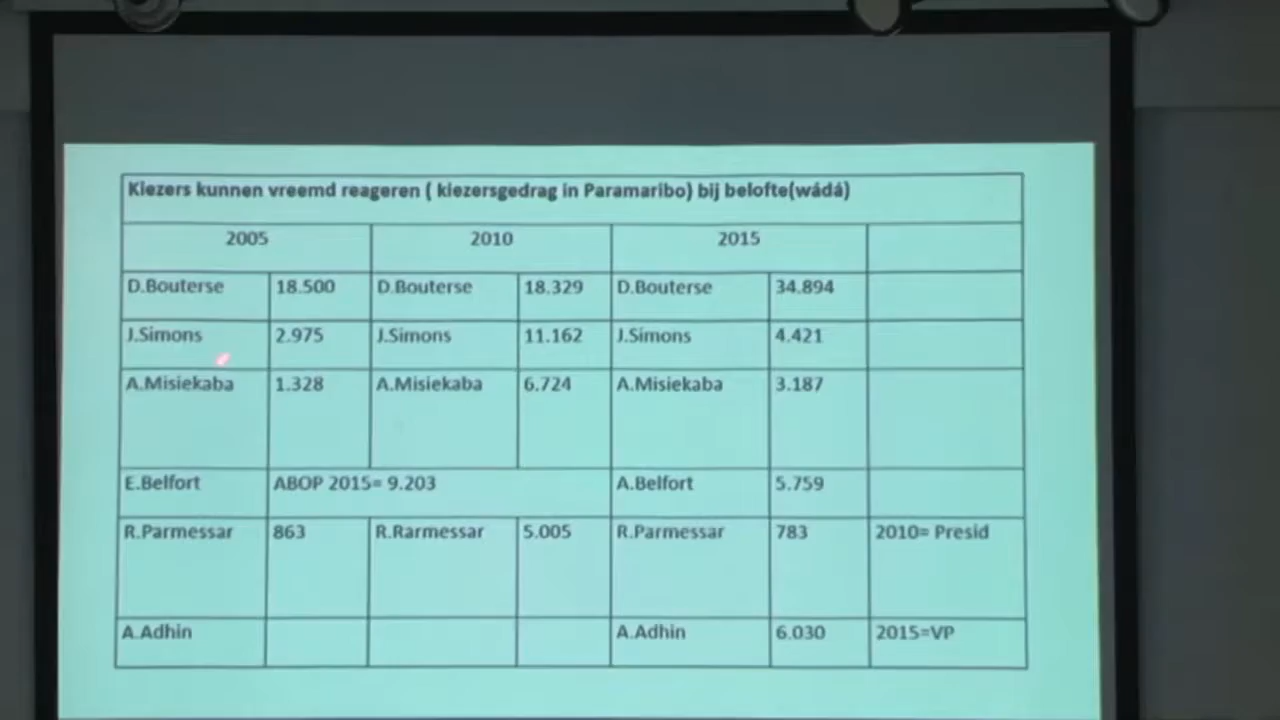 Kiezers kunnen vreemd reageren ( kiezersgedrag in Paramaribo) bij belofte(wádá)
2005 2010 2015
D.Bouterse 18.500 D.Bouterse 18.329 D.Bouterse 34.894
J.Simons 2.975 J.Simons 11.162 J.Simons 4.421
A.Misiekaba 1.328 A.Misiekaba 6.724 A.Misiekaba 3.187
E.Belfort ABOP 2015= 9.203 A.Belfort 5.759
R.Parmessar 863 R.Rarmessar 5.005 R.Parmessar 783 2010= Presid
A.Adhin A.Adhin 6.030 2015=VP